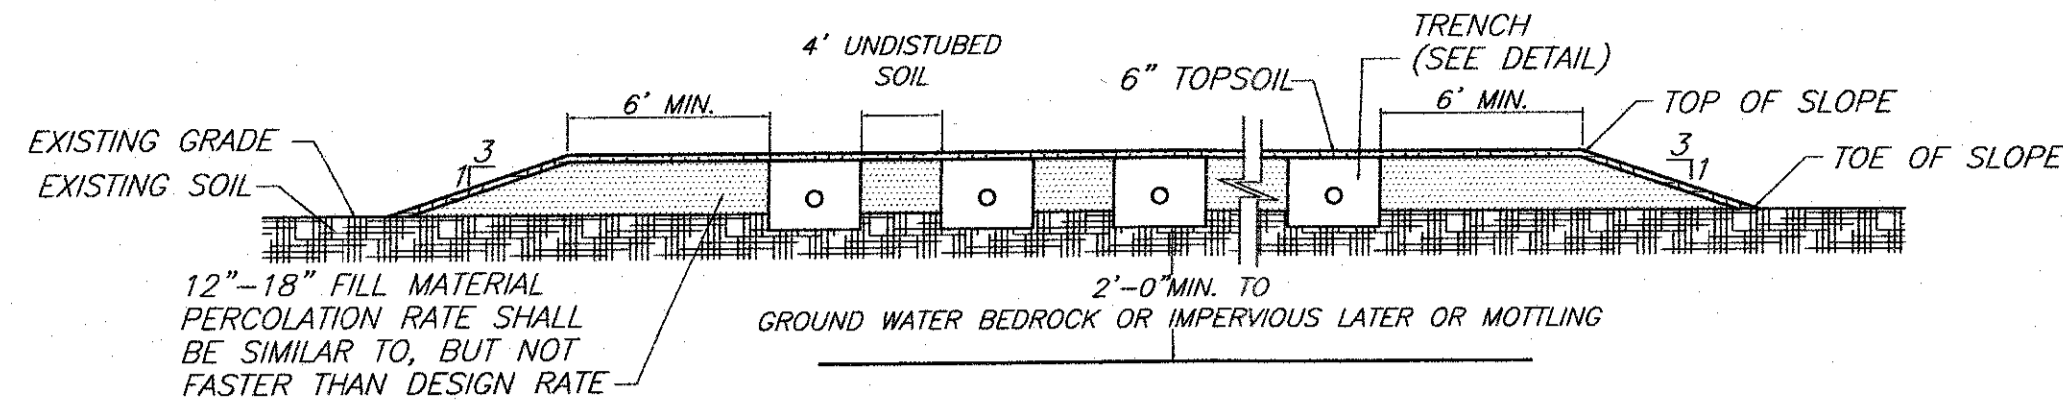 TRENCH
(SEE DETAIL)
4' UNDISTUBED
SOIL
6" TOPSOIL
6' MIN.
6' MIN.
TOP OF SLOPE
EXISTING GRADE
3
1
3
1
TOE OF SLOPE
EXISTING SOIL
12"-18" FILL MATERIAL
PERCOLATION RATE SHALL
BE SIMILAR TO, BUT NOT
FASTER THAN DESIGN RATE
2'-0"MIN. TO
GROUND WATER BEDROCK OR IMPERVIOUS LATER OR MOTTLING